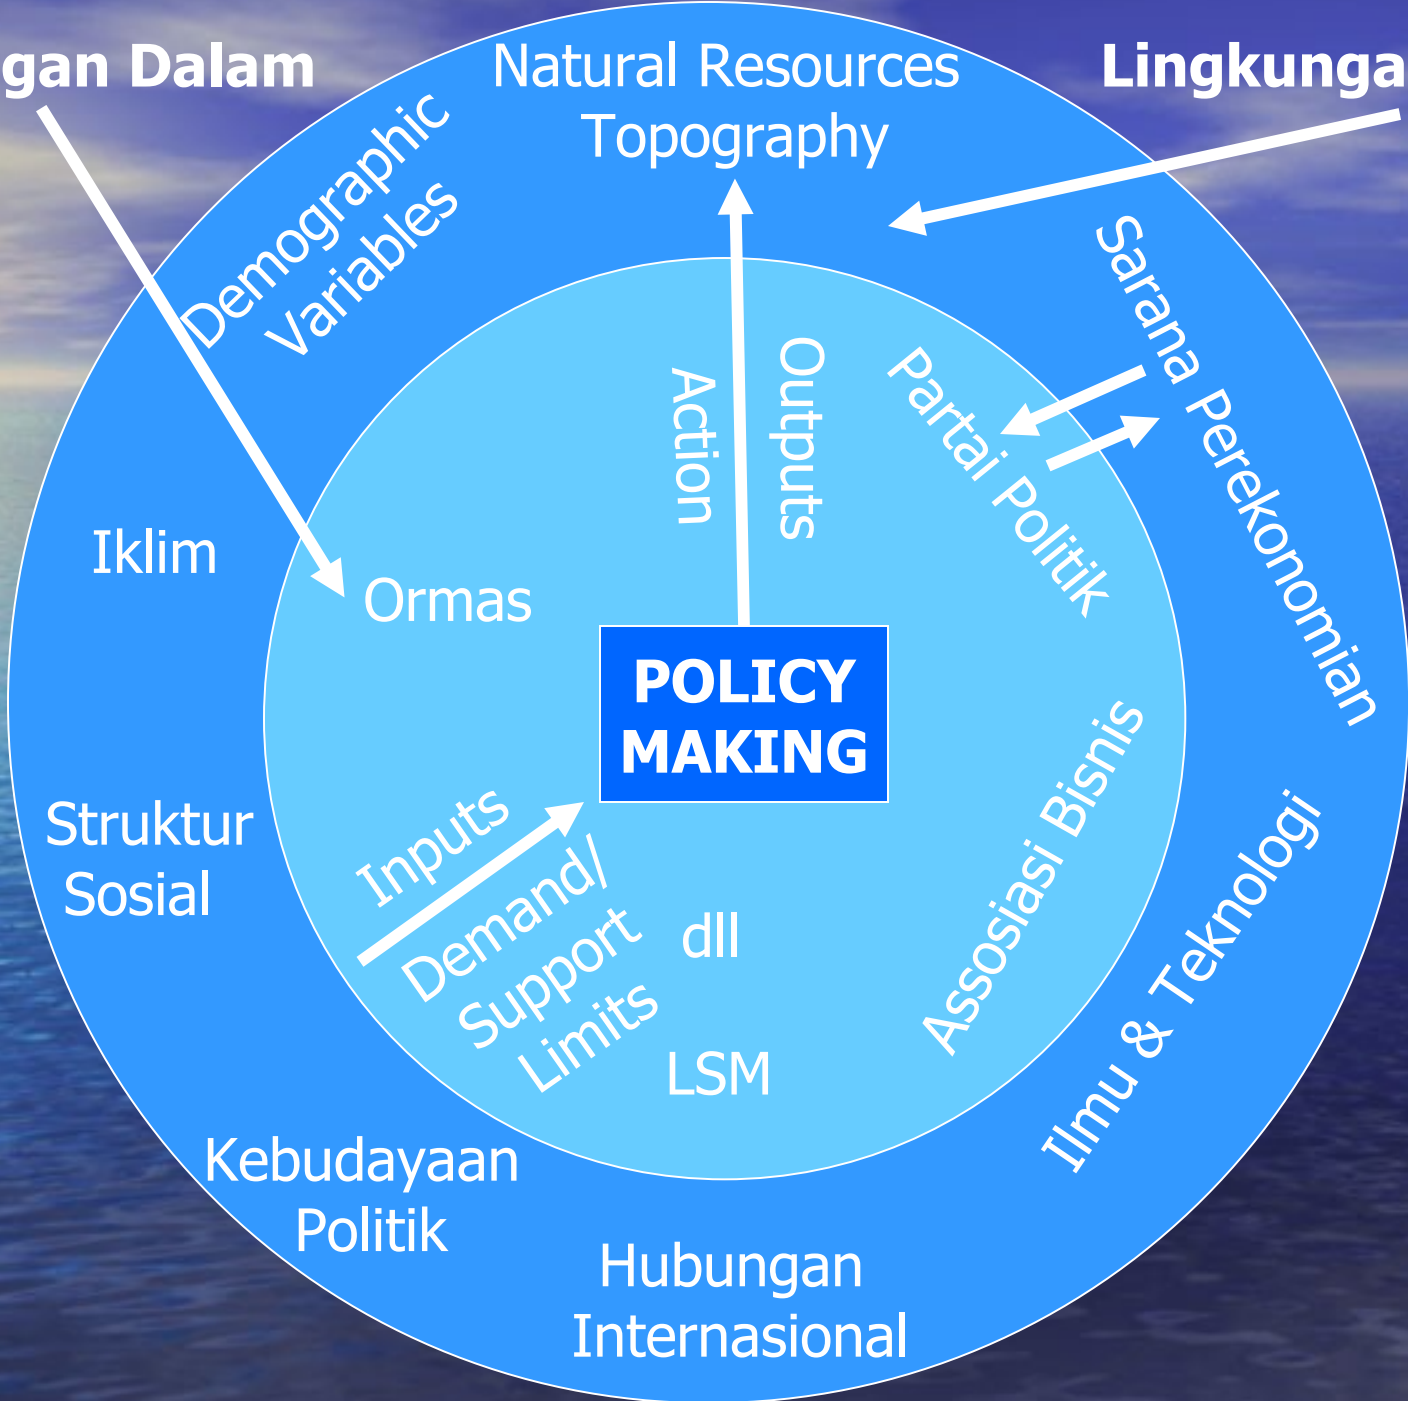 gan Dalam
Natural Resources
Topography
Lingkunga
Demographic
Variables
Sarana Perekonomian
Action
Outputs
Partai Politik
Iklim
Ormas
POLICY
MAKING
Assosiasi Bisnis
Struktur
Sosial
Inputs
Demand/
Support
Limits
dll
LSM
Ilmu & Teknologi
Kebudayaan
Politik
Hubungan
Internasional